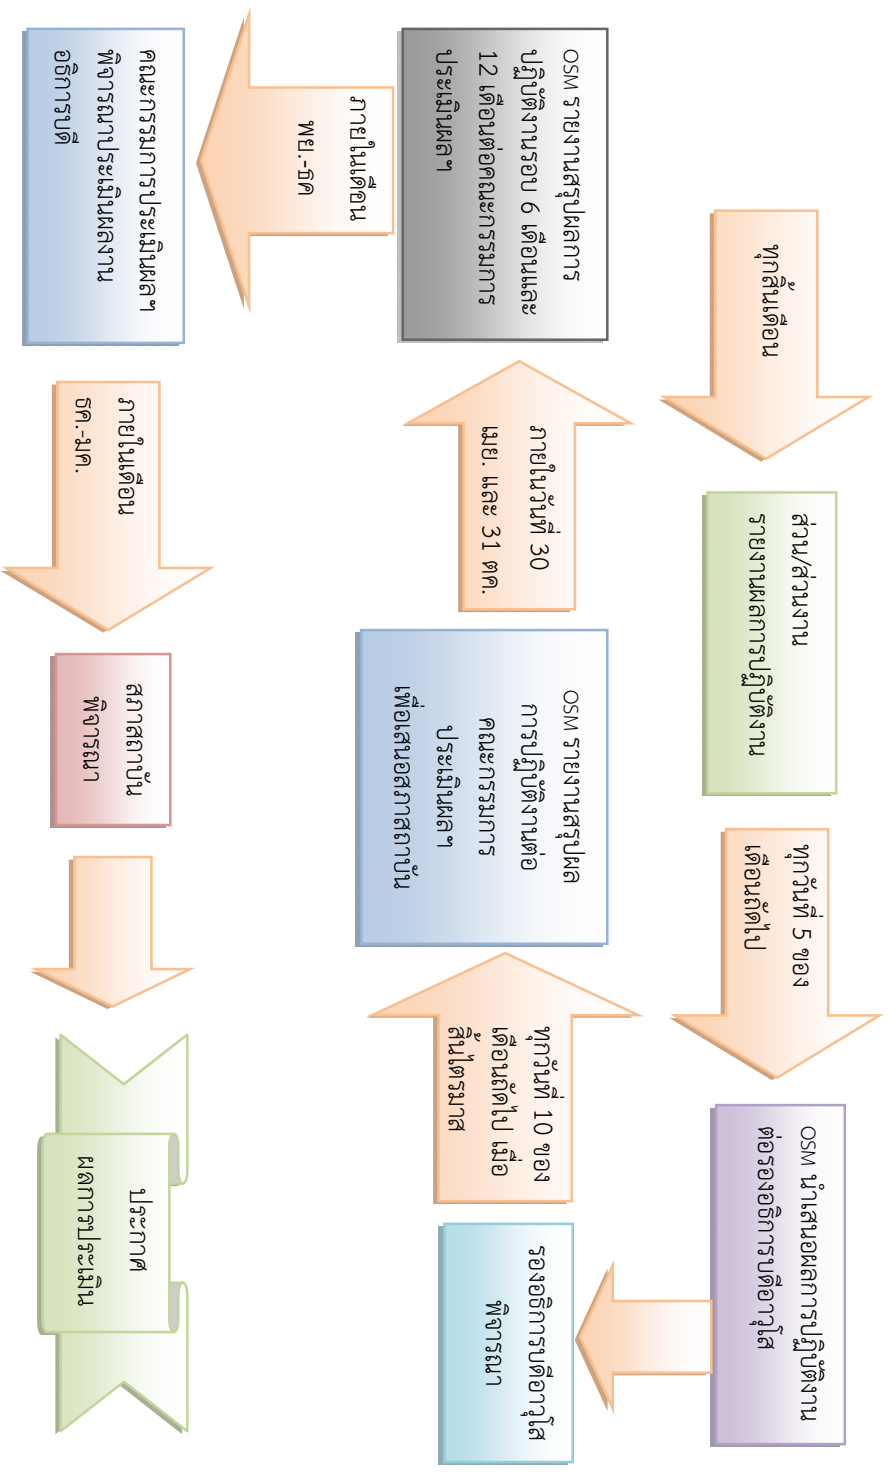 ทุกสิ้นเดือน
ส่วน/ส่วนงาน
รายงานผลการปฏิบัติงาน
ทุกวันที่ 5 ของ
เดือนถัดไป
OSM นำเสนอผลการปฏิบัติงาน
ต่อรองอธิการบดีอาวุโส
รองอธิการบดีอาวุโส
พิจารณา
ทุกวันที่ 10 ของ
เดือนถัดไป เมื่อ
สิ้นไตรมาส
OSM รายงานสรุปผล
การปฏิบัติงานต่อ
คณะกรรมการ
ประเมินผลฯ
เพื่อเสนอสภาสถาบัน
ภายในวันที่ 30
เมย. และ 31 ตค.
OSM รายงานสรุปผลการ
ปฏิบัติงานรอบ 6 เดือนและ
12 เดือนต่อคณะกรรมการ
ประเมินผลฯ
ภายในเดือน
พย.-ธค
คณะกรรมการประเมินผลฯ
พิจารณาประเมินผลงาน
อธิการบดี
ภายในเดือน
ธค.-มค.
สภาสถาบัน
พิจารณา
ประกาศ
ผลการประเมิน